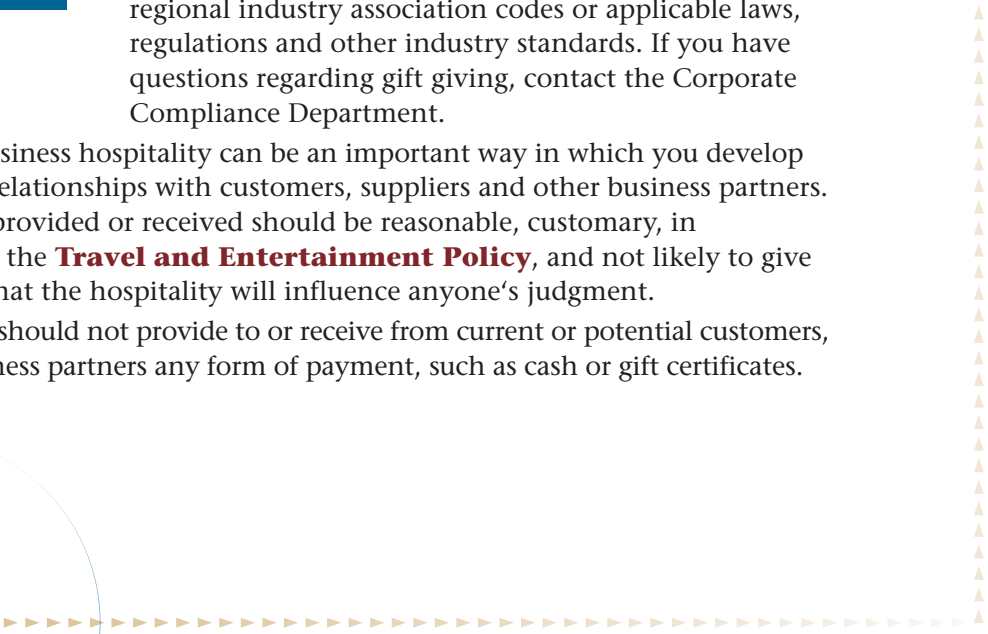 regional industry association codes or applicable laws,
regulations and other industry standards. If you have
questions regarding gift giving, contact the Corporate
Compliance Department.
siness hospitality can be an important way in which you develop
elationships with customers, suppliers and other business partners.
provided or received should be reasonable, customary, in
the Travel and Entertainment Policy, and not likely to give
hat the hospitality will influence anyone‘s judgment.
should not provide to or receive from current or potential customers,
ness partners any form of payment, such as cash or gift certificates.